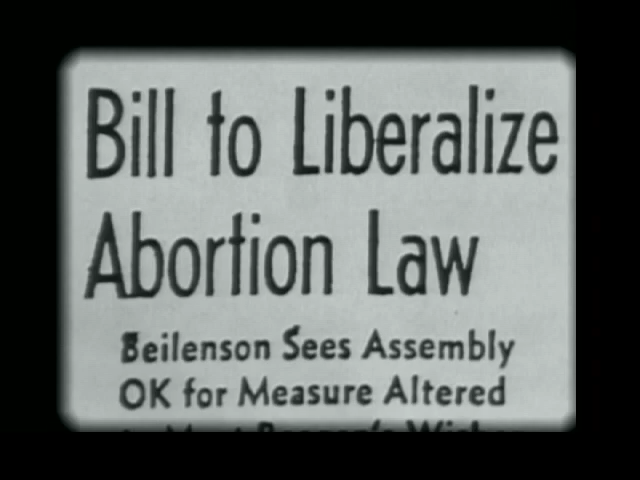 Bill to Liberalize
Abortion Law
Beilenson Sees Assembly
OK for Measure Altered